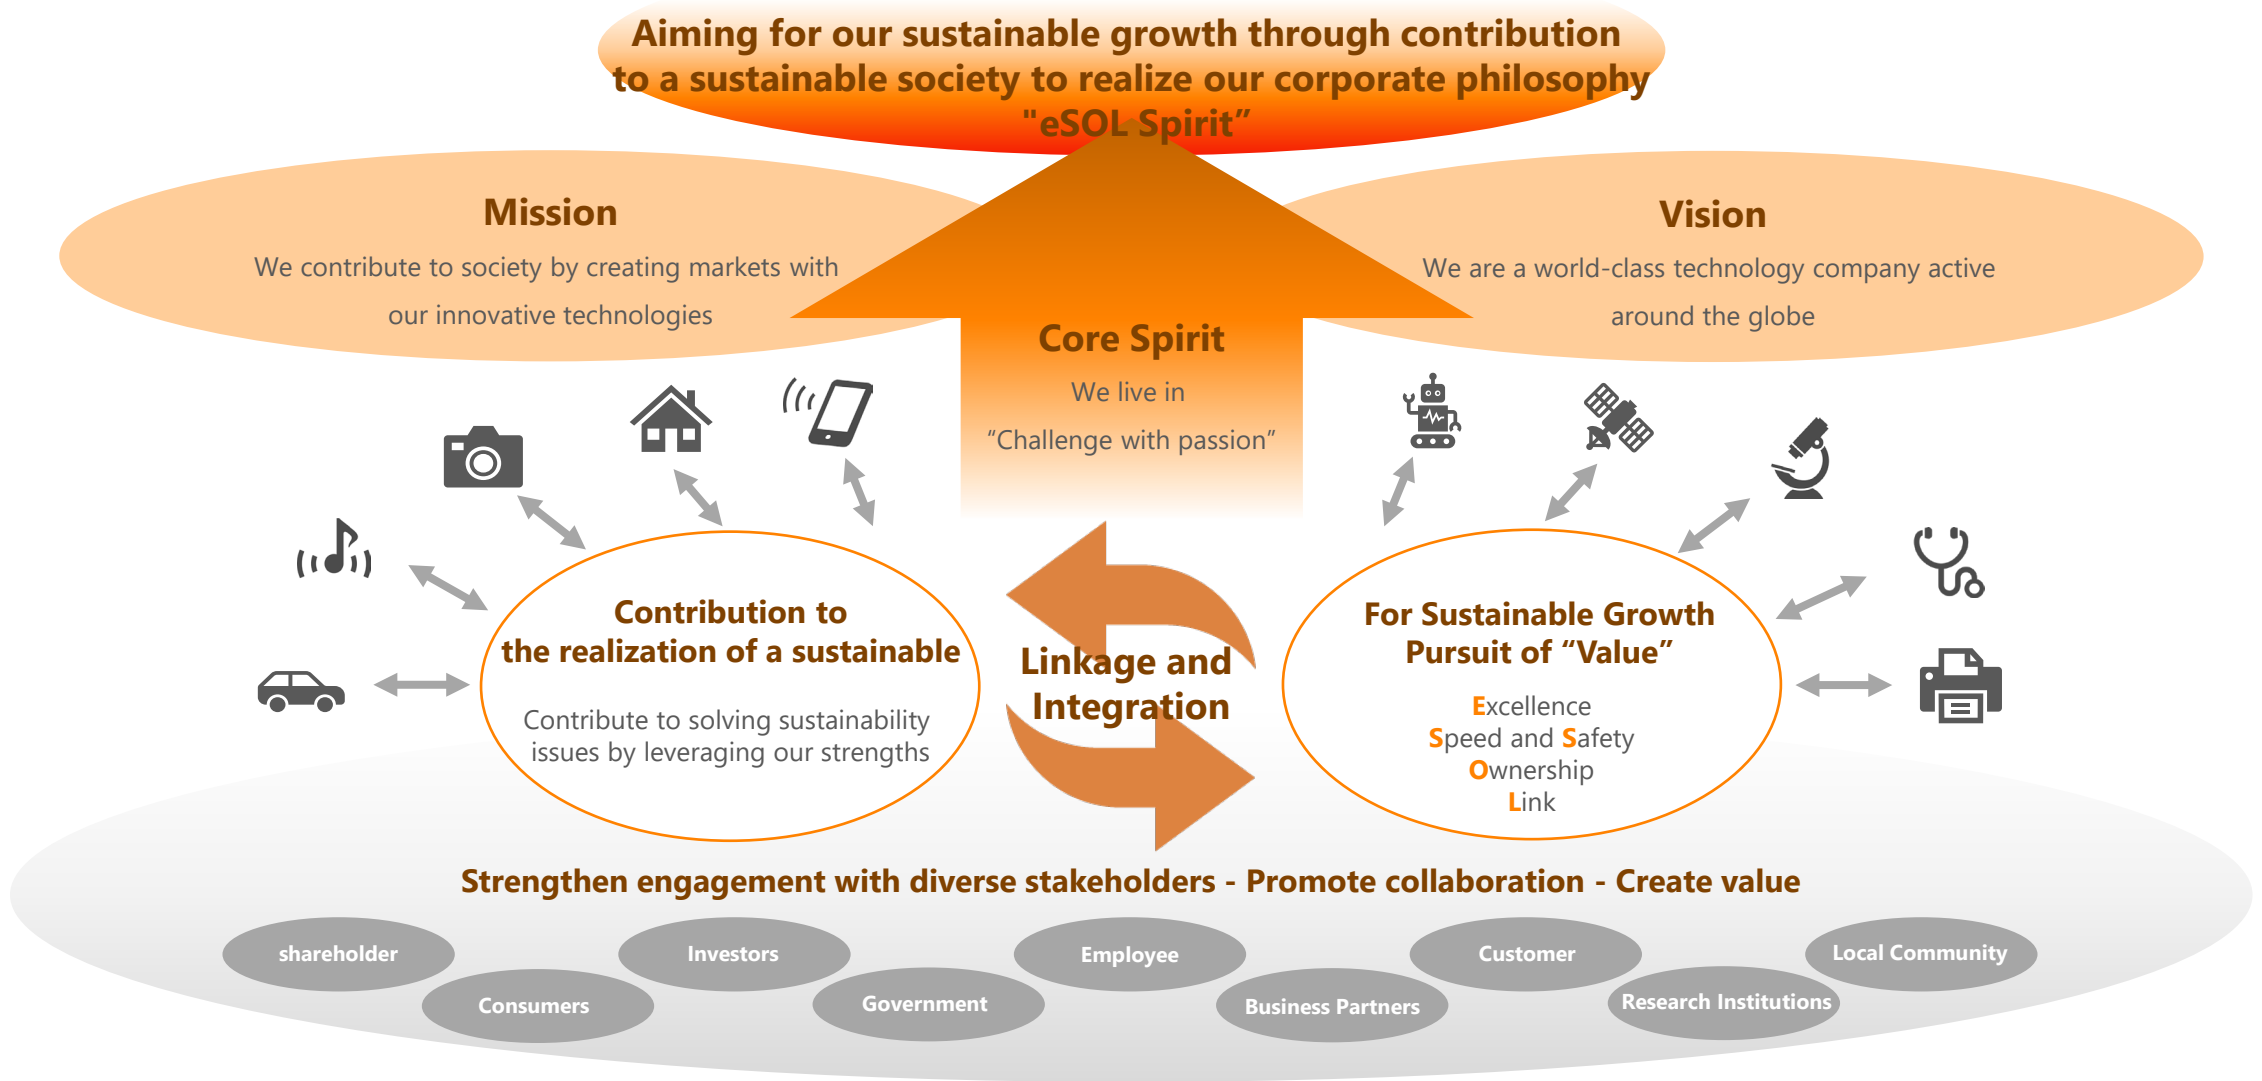 Aiming for our sustainable growth through contribution
to a sustainable society to realize our corporate philosophy
"eSOL Spirit”
Mission
We contribute to society by creating markets with
our innovative technologies
Vision
We are a world-class technology company active
around the globe
Core Spirit
We live in
“Challenge with passion”
Contribution to
the realization of a sustainable
Contribute to solving sustainability
issues by leveraging our strengths
Linkage and
Integration
For Sustainable Growth
Pursuit of “Value”
Excellence
Speed and Safety
Ownership
Link
Strengthen engagement with diverse stakeholders - Promote collaboration - Create value
shareholder
Consumers
Investors
Government
Employee
Business Partners
Customer
Research Institutions
Local Community